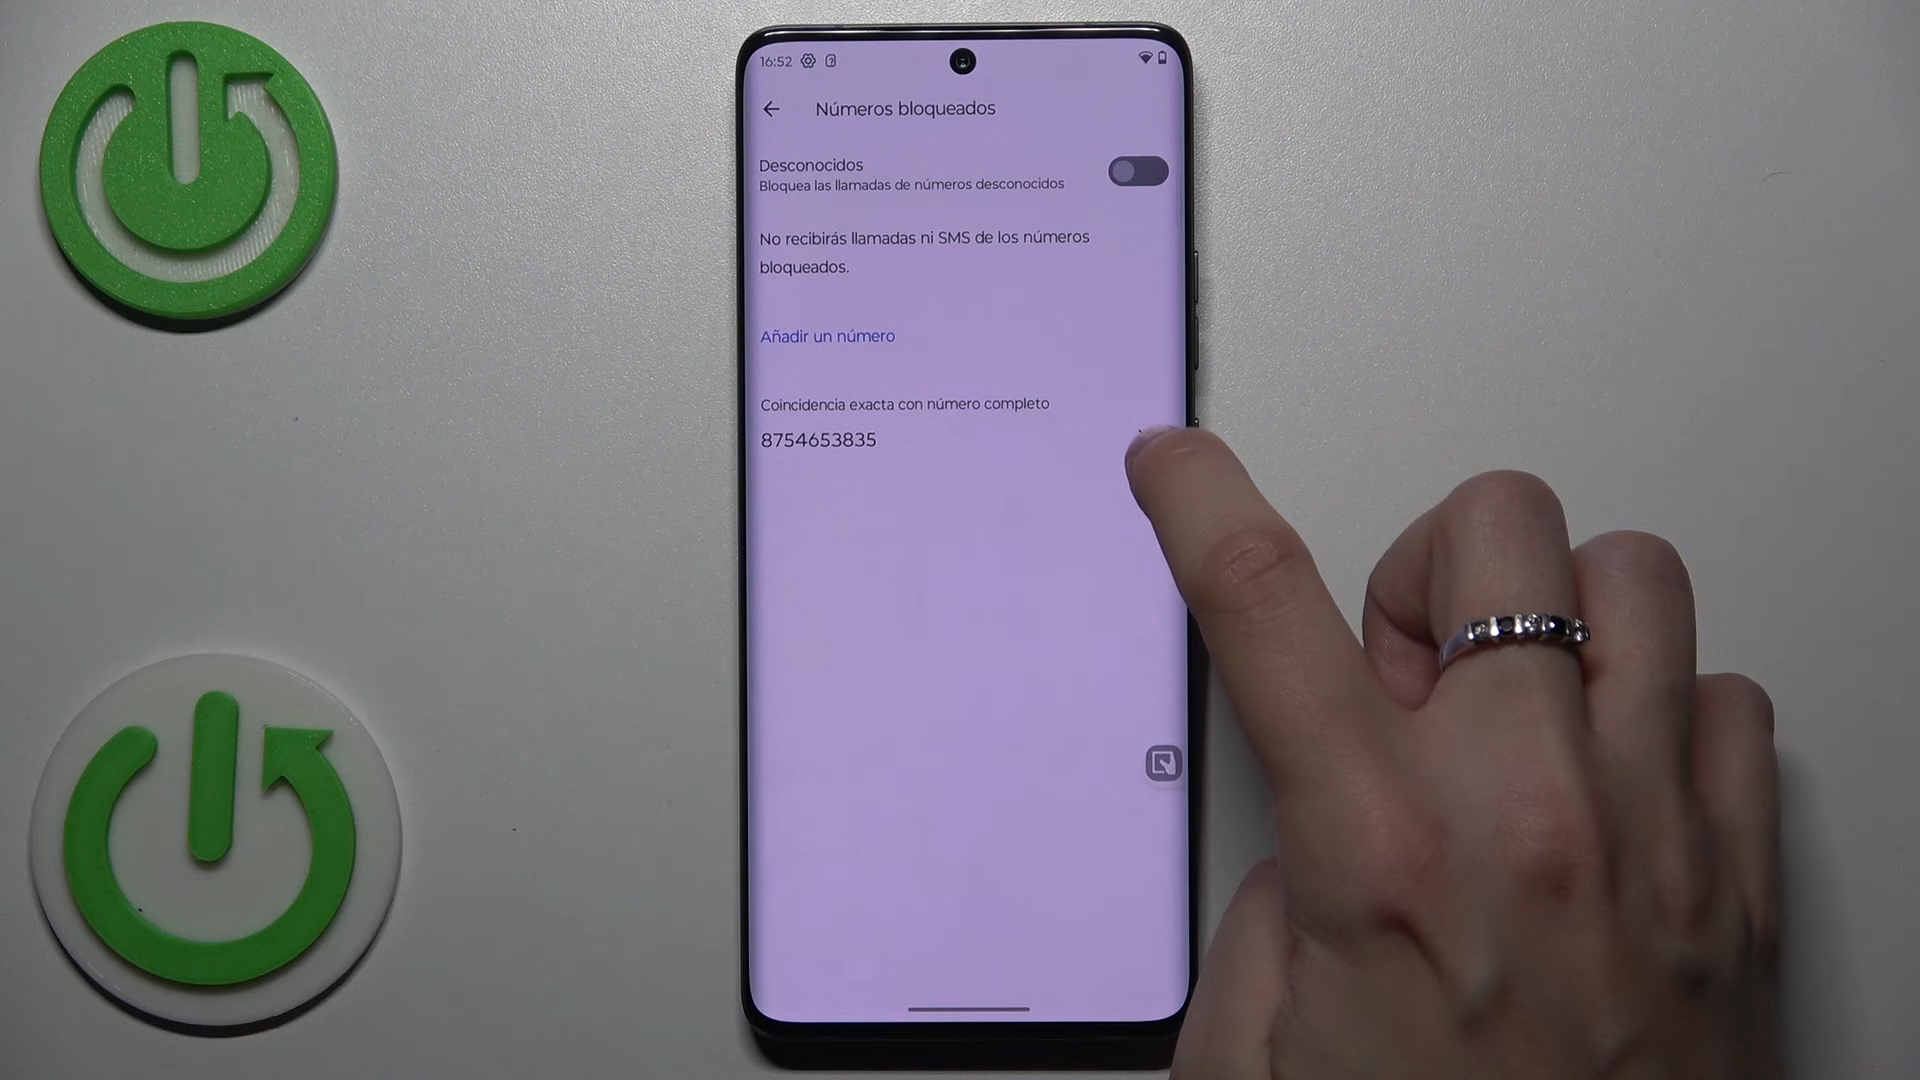 16:52
Números bloqueados
Desconocidos
Bloquea las llamadas de números desconocidos
No recibirás llamadas ni SMS de los números
bloqueados.
Añadir un número
Coincidencia exacta con número completo
8754653835